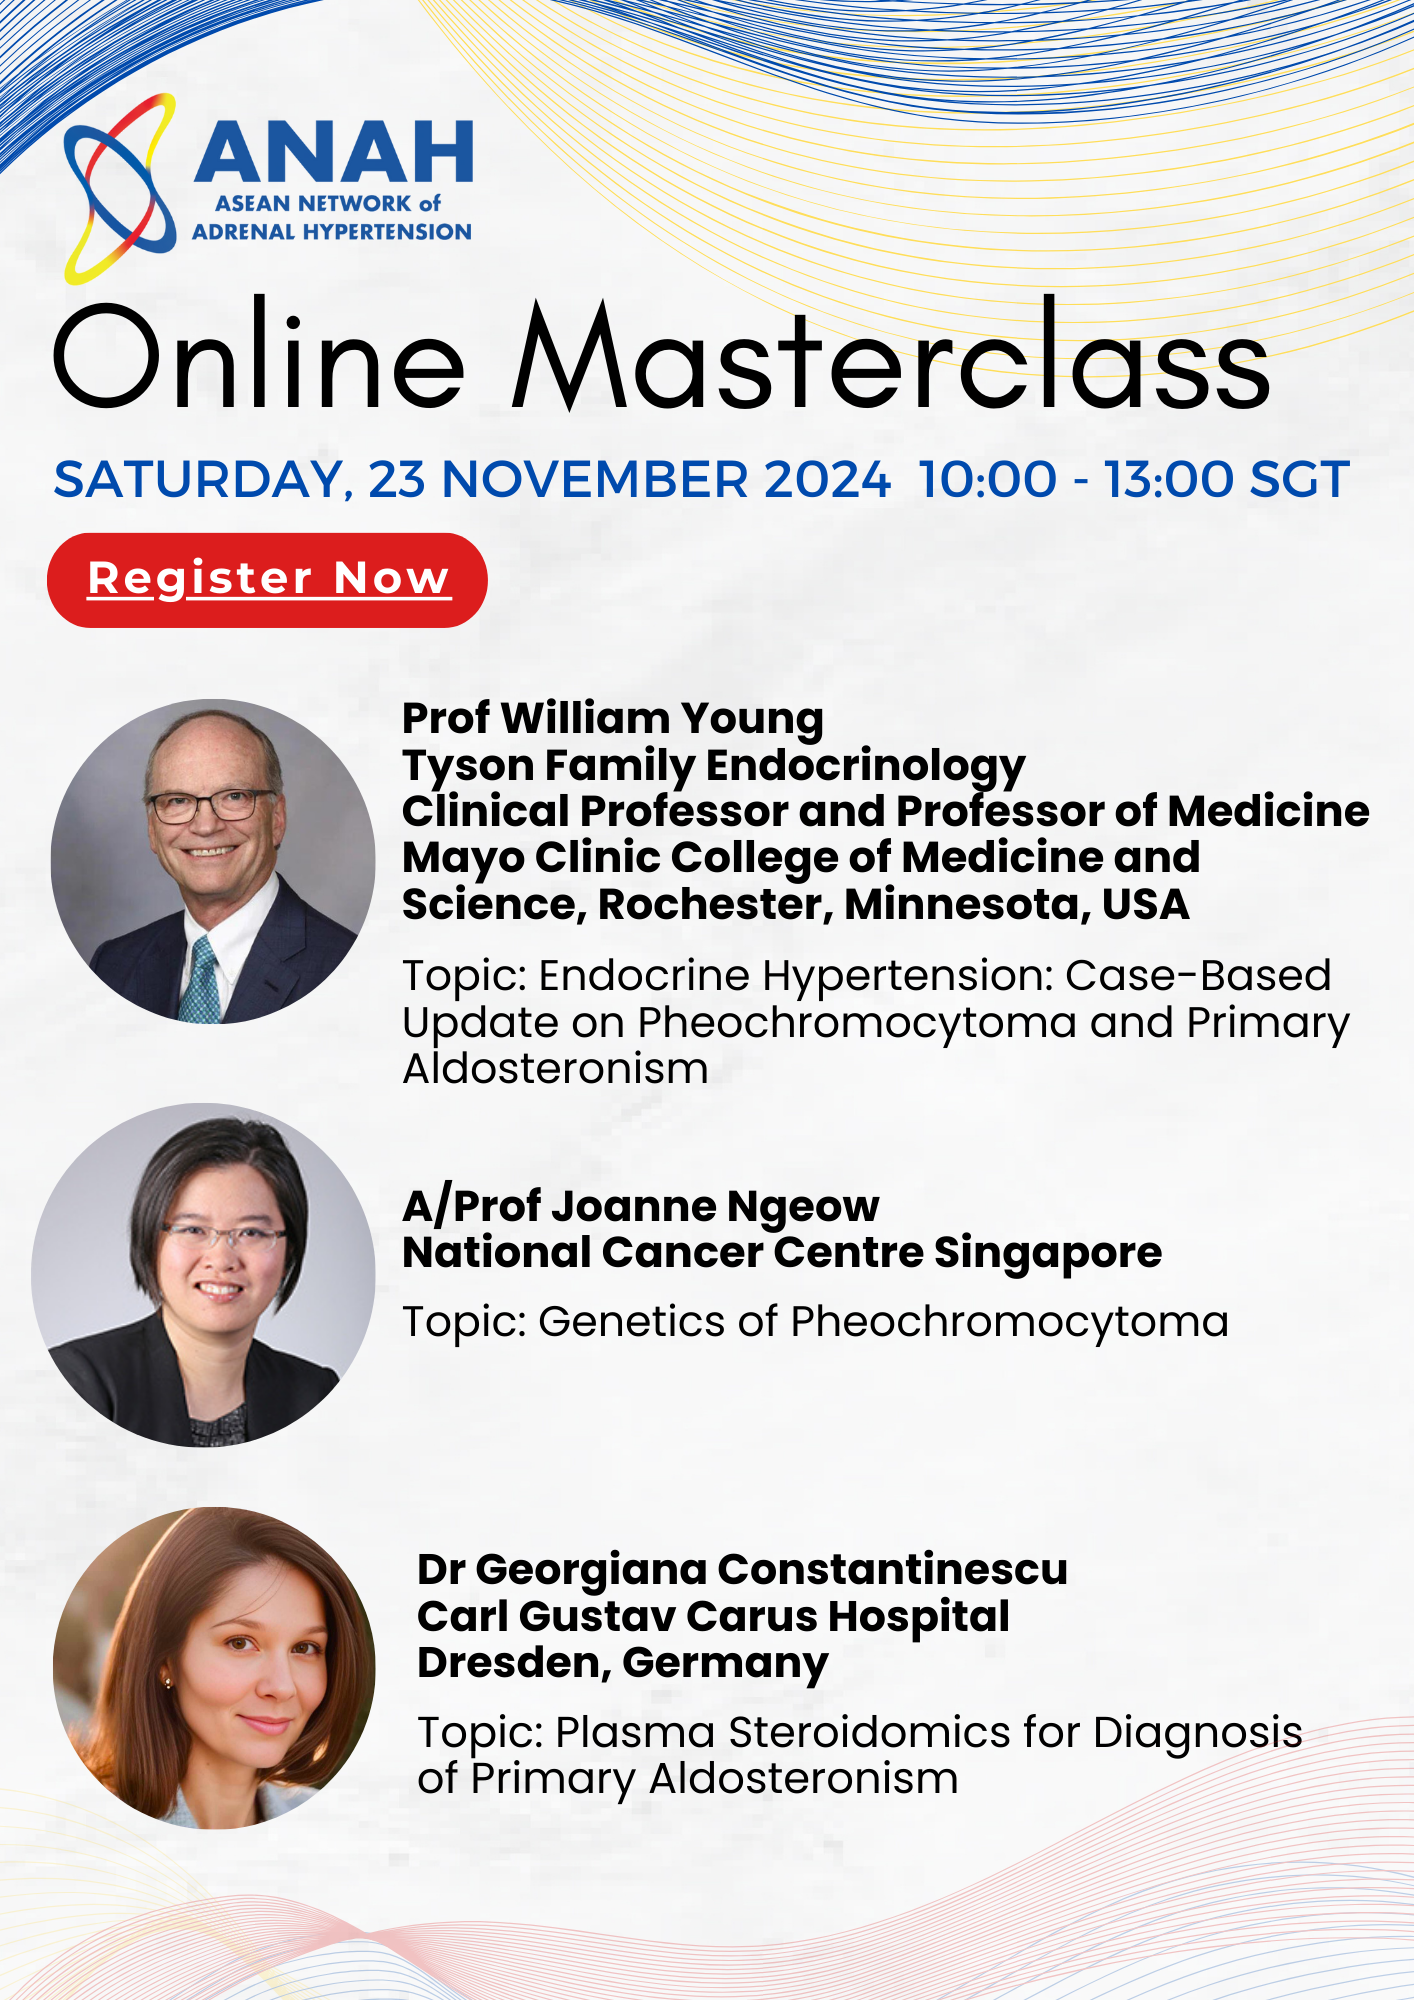 ANAH
ASEAN NETWORK of
ADRENAL HYPERTENSION
Online Masterclass
SATURDAY, 23 NOVEMBER 2024 10:00 - 13:00 SGT
Register Now
Prof William Young
Tyson Family Endocrinology
Clinical Professor and Professor of Medicine
Mayo Clinic College of Medicine and
Science, Rochester, Minnesota, USA
Topic: Endocrine Hypertension: Case-Based
Update on Pheochromocytoma and Primary
Aldosteronism
A/Prof Joanne Ngeow
National Cancer Centre Singapore
Topic: Genetics of Pheochromocytoma
Dr Georgiana Constantinescu
Carl Gustav Carus Hospital
Dresden, Germany
Topic: Plasma Steroidomics for Diagnosis
of Primary Aldosteronism